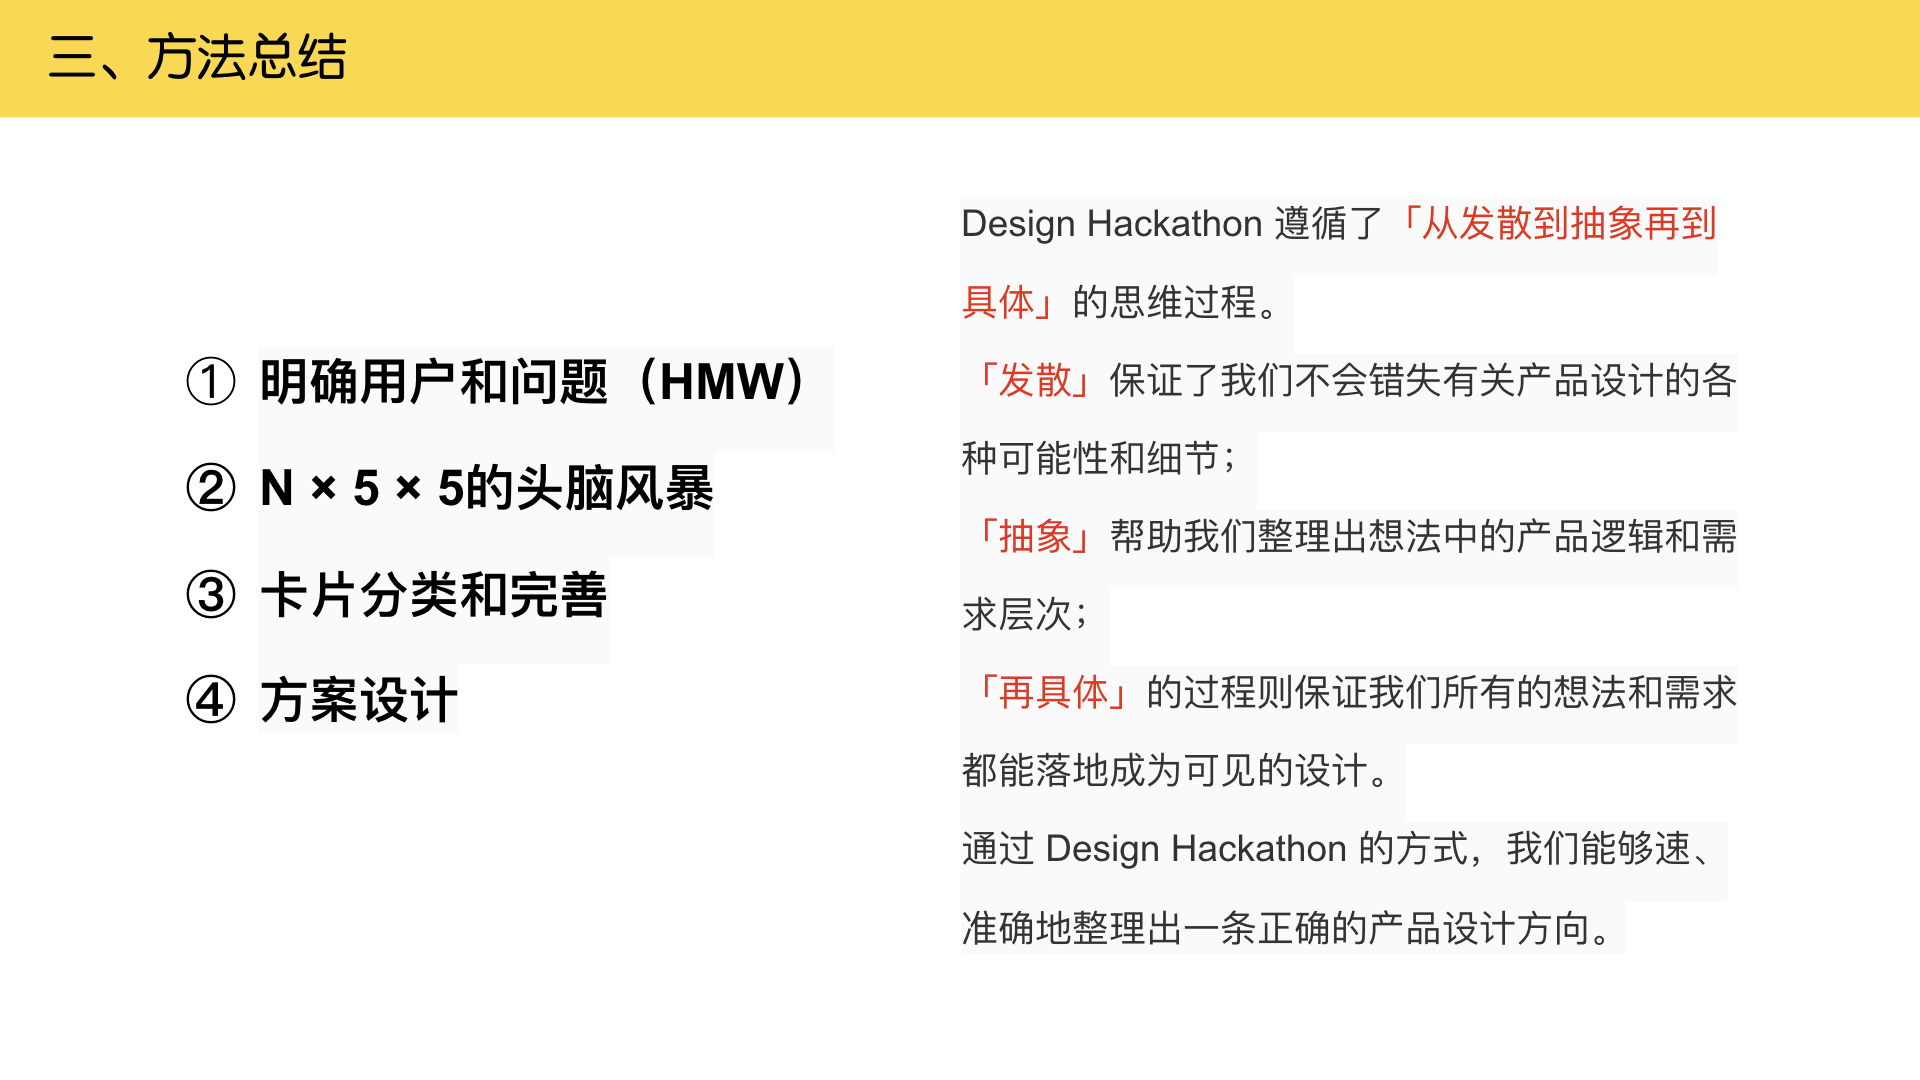 三、方法总结
① 明确用户和问题（HMW）
② N × 5 × 5的头脑风暴
③ 卡片分类和完善
④ 方案设计
Design Hackathon 遵循了「从发散到抽象再到
具体」的思维过程。
「发散」保证了我们不会错失有关产品设计的各
种可能性和细节；
「抽象」帮助我们整理出想法中的产品逻辑和需
求层次；
「再具体」的过程则保证我们所有的想法和需求
都能落地成为可见的设计。
通过 Design Hackathon 的方式，我们能够速、
准确地整理出一条正确的产品设计方向。